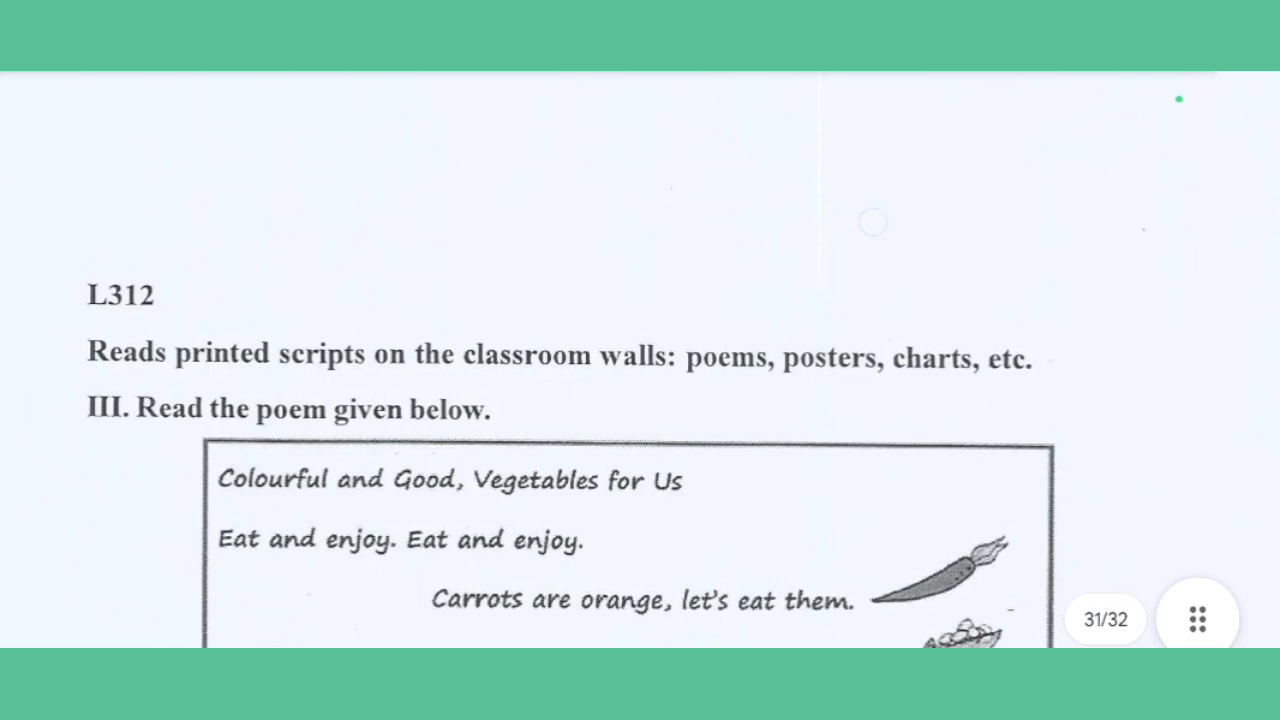 L312
Reads printed scripts on the classroom walls: poems, posters, charts, etc.
III. Read the poem given below.
Colourful and Good, Vegetables for Us
Eat and enjoy. Eat and enjoy.
Carrots are orange, let's eat them.
31/32